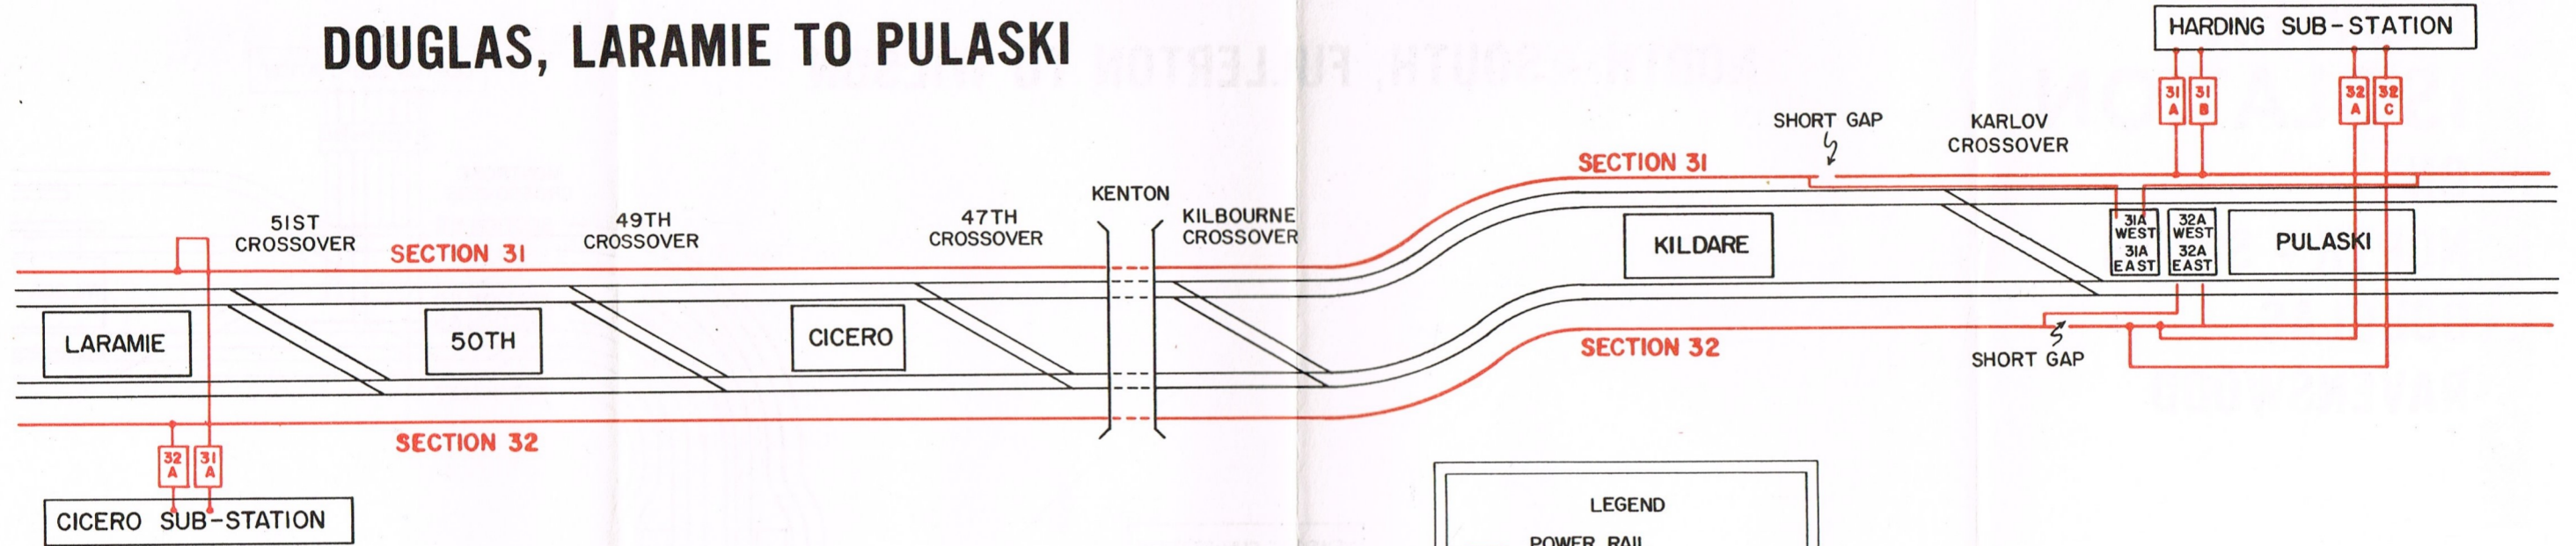 DOUGLAS, LARAMIE TO PULASKI
HARDING SUB-STATION
31
A
31
B
32
A
32
C
SHORT GAP
KARLOV
CROSSOVER
SECTION 31
KENTON
51ST
CROSSOVER
49TH
CROSSOVER
47TH
CROSSOVER
KILBOURNE
CROSSOVER
SECTION 31
LARAMIE
50TH
CICERO
KILDARE
31A
WEST
31A
EAST
32A
WEST
32A
EAST
PULASKI
SECTION 32
SHORT GAP
SECTION 32
32
A
31
A
CICERO SUB-STATION
LEGEND
POWER RAIL